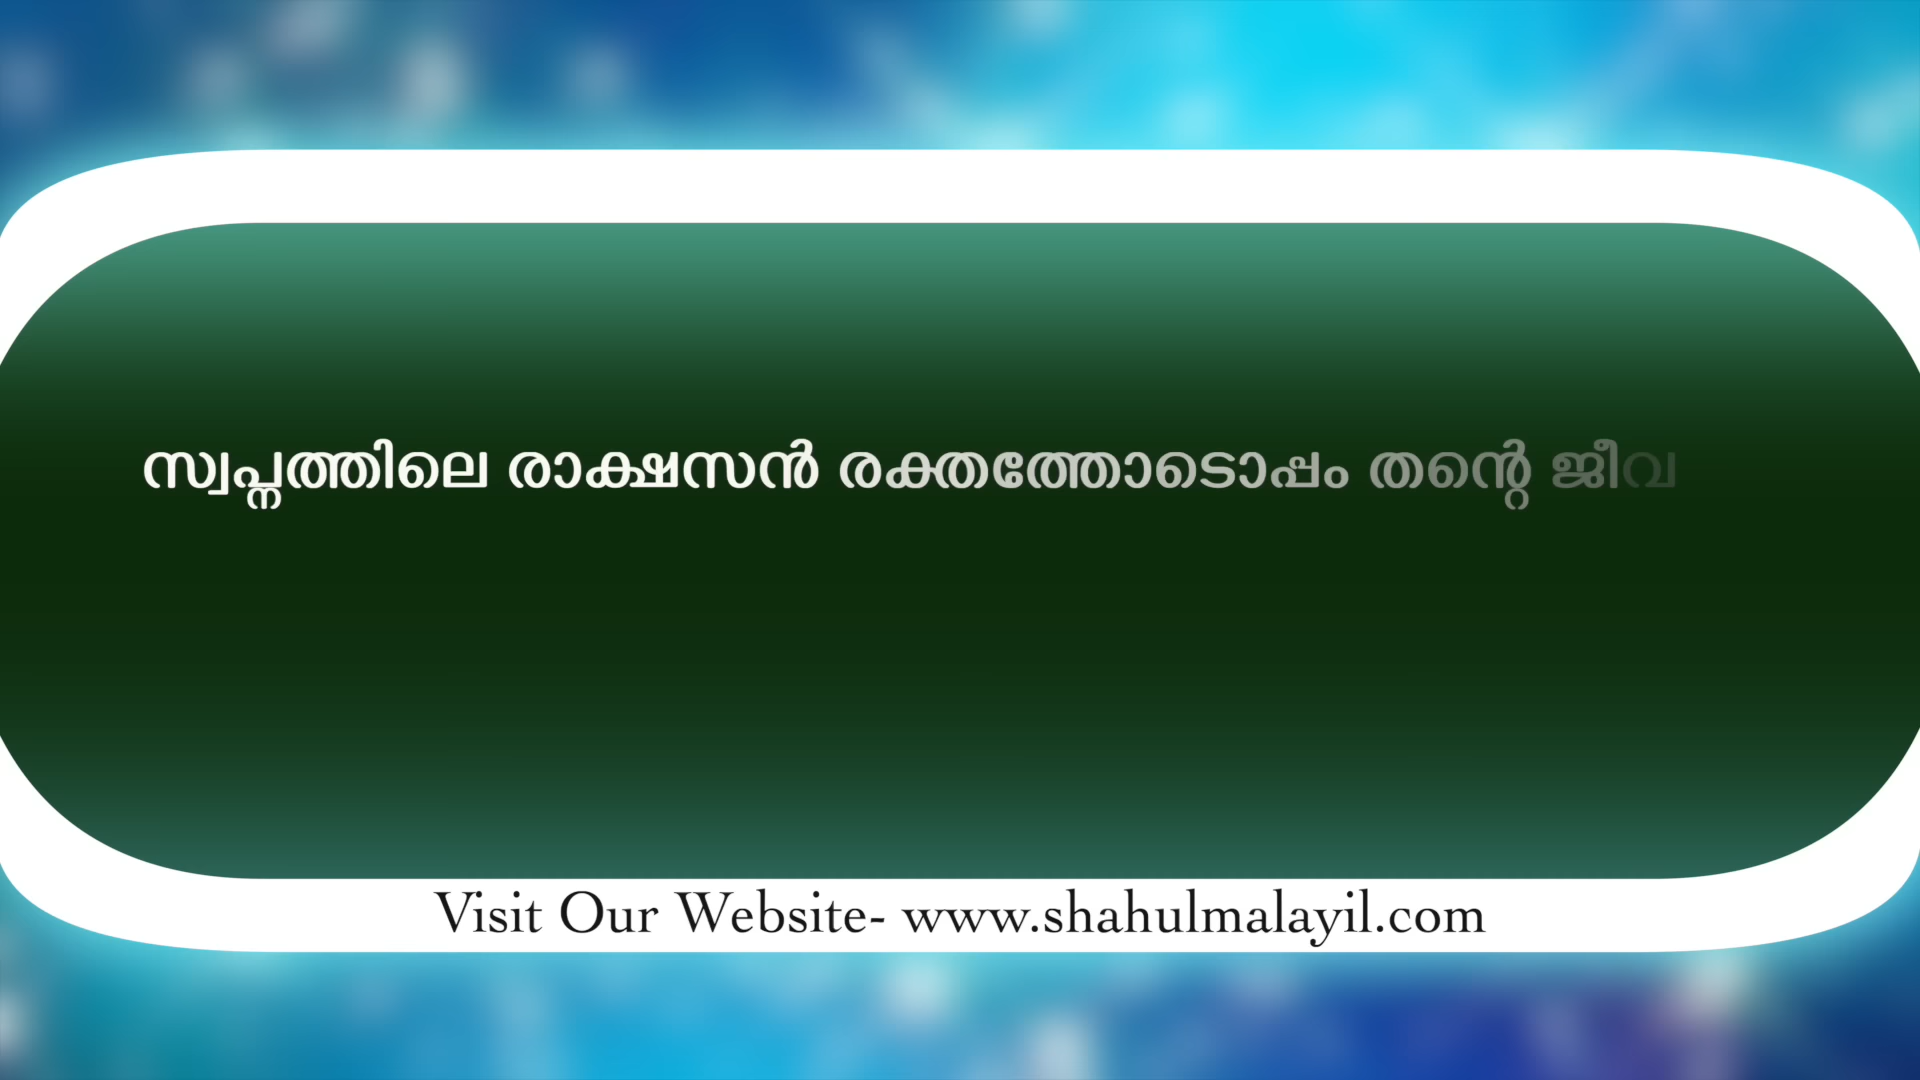 സ്വപ്നത്തിലെ രാക്ഷസൻ രക്തത്തോടൊപ്പം തന്റെ ജീവ
Visit Our Website- www.shahulmalayil.com